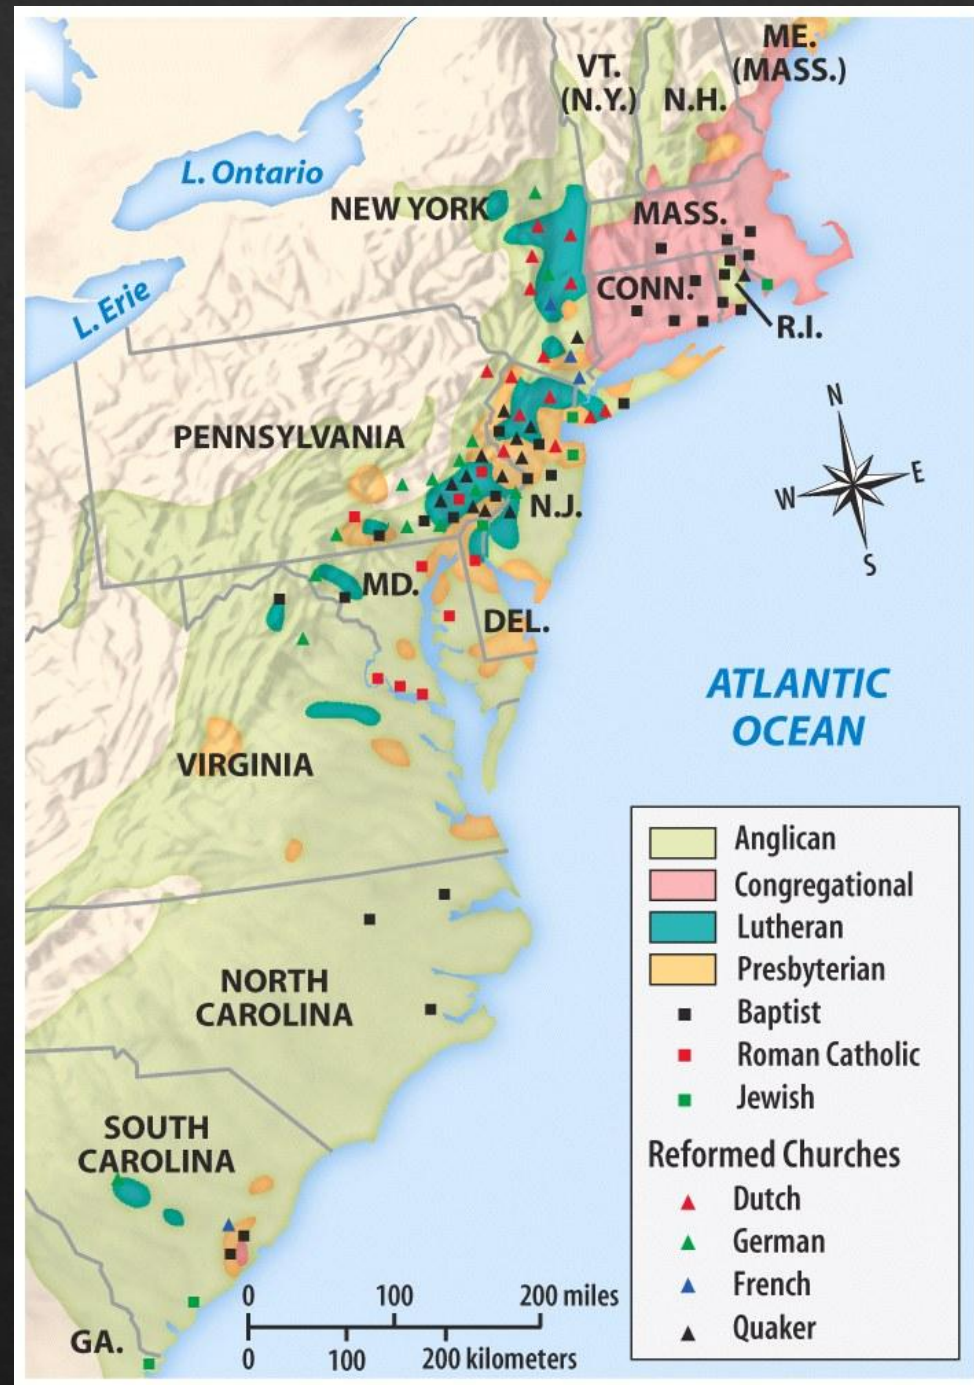 ME.
(MASS.)
VT.
(N.Y.)
N.H.
L. Ontario
NEW YORK
MASS.
L. Erie
CONN.
R.I.
N
PENNSYLVANIA
W
E
N.J.
S
MD.
DEL.
ATLANTIC
OCEAN
VIRGINIA
Anglican
Congregational
Lutheran
Presbyterian
NORTH
CAROLINA
Baptist
Roman Catholic
Jewish
SOUTH
CAROLINA
Reformed Churches
Dutch
German
French
Quaker
0 100 200 miles
GA.
0 100 200 kilometers